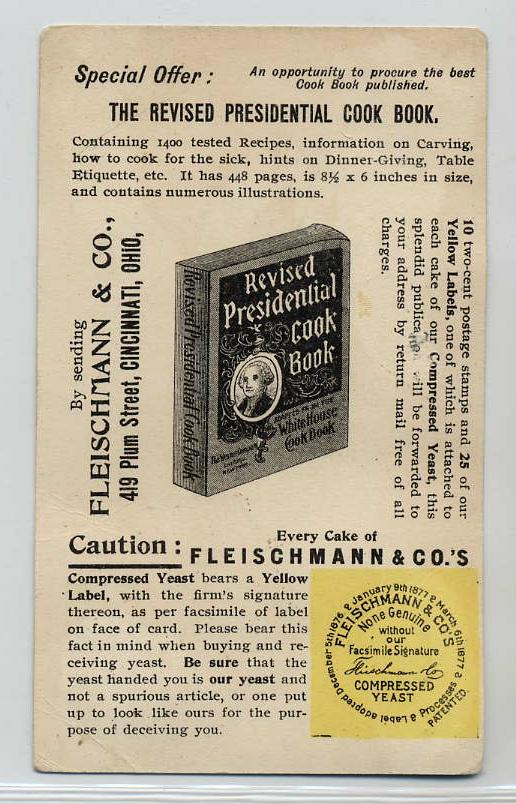 Special Offer:
An opportunity to procure the best
Cook Book published.
THE REVISED PRESIDENTIAL COOK BOOK.
Containing 1400 tested Recipes, information on Carving,
how to cook for the sick, hints on Dinner-Giving, Table
Etiquette, etc. It has 448 pages, is 8½ x 6 inches in size,
and contains numerous illustrations.
By sending
FLEISCHMANN & CO.,
419 Plum Street, CINCINNATI, OHIO,
Revised Presidential Cook Book
Revised
Presidential
Cook
Book
White House
Cook Book
10 two-cent postage stamps and 25 of our
Yellow Labels, one of which is attached to
each cake of our Compressed Yeast, this
splendid publication will be forwarded to
your address by return mail free of all
charges.
Caution:
Every Cake of
FLEISCHMANN & CO.'S
Compressed Yeast bears a Yellow
Label, with the firm's signature
thereon, as per facsimile of label
on face of card. Please bear this
fact in mind when buying and re-
ceiving yeast. Be sure that the
yeast handed you is our yeast and
not a spurious article, or one put
up to look like ours for the pur-
pose of deceiving you.
Label adopted December 5th 1876 & January 9th 1877 & March, 6th 1877 & Processes PATENTED.
FLEISCHMANN & CO'S
None Genuine
without
our
Facsimile Signature
Fleischmann & Co
COMPRESSED
YEAST